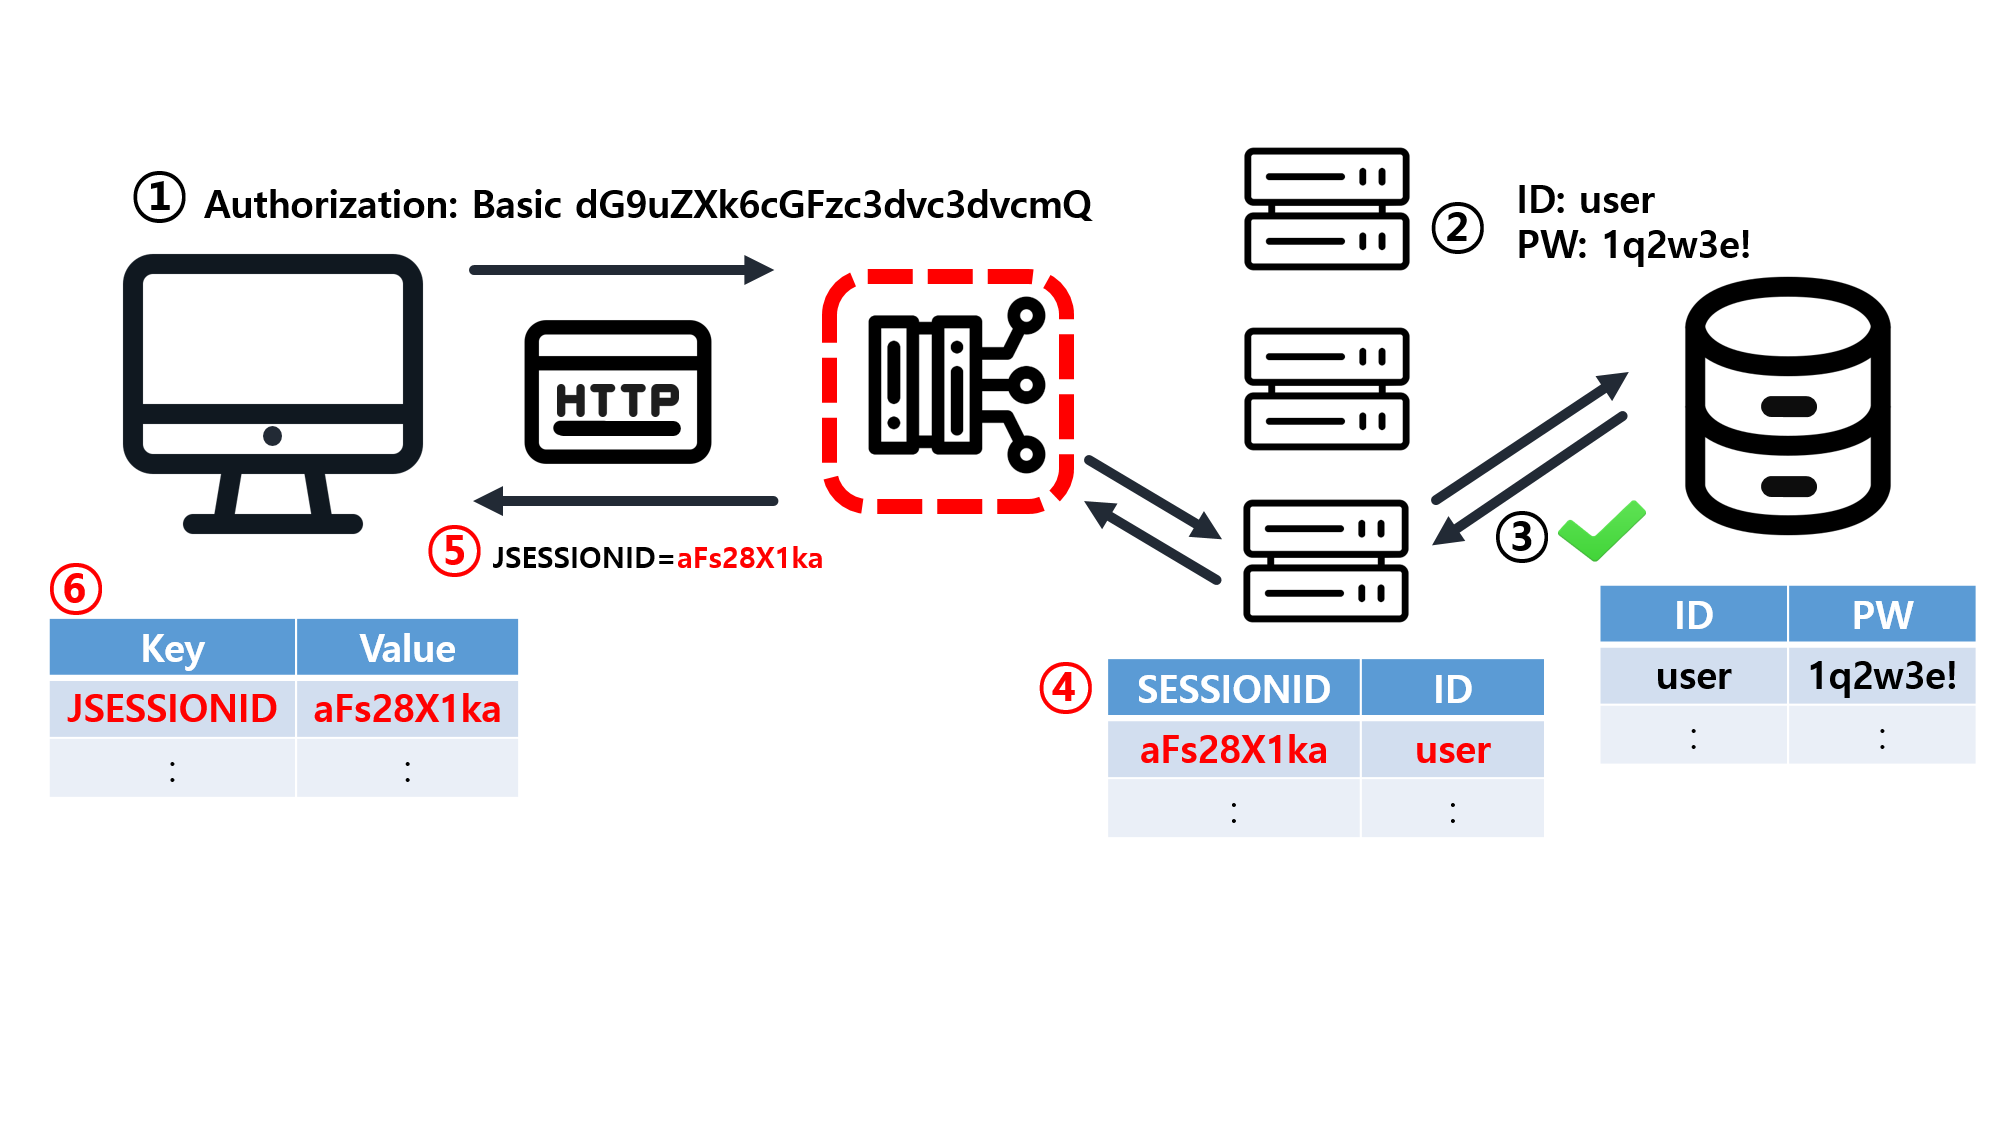 ① Authorization: Basic dG9uZXk6cGFzc3dvc3dvcmQ
② ID: user
PW: 1q2w3e!
HTTP
③
⑤ JSESSIONID=aFs28X1ka
⑥
Key Value
JSESSIONID aFs28X1ka
: :
④
SESSIONID ID
aFs28X1ka user
: :
ID PW
user 1q2w3e!
: :